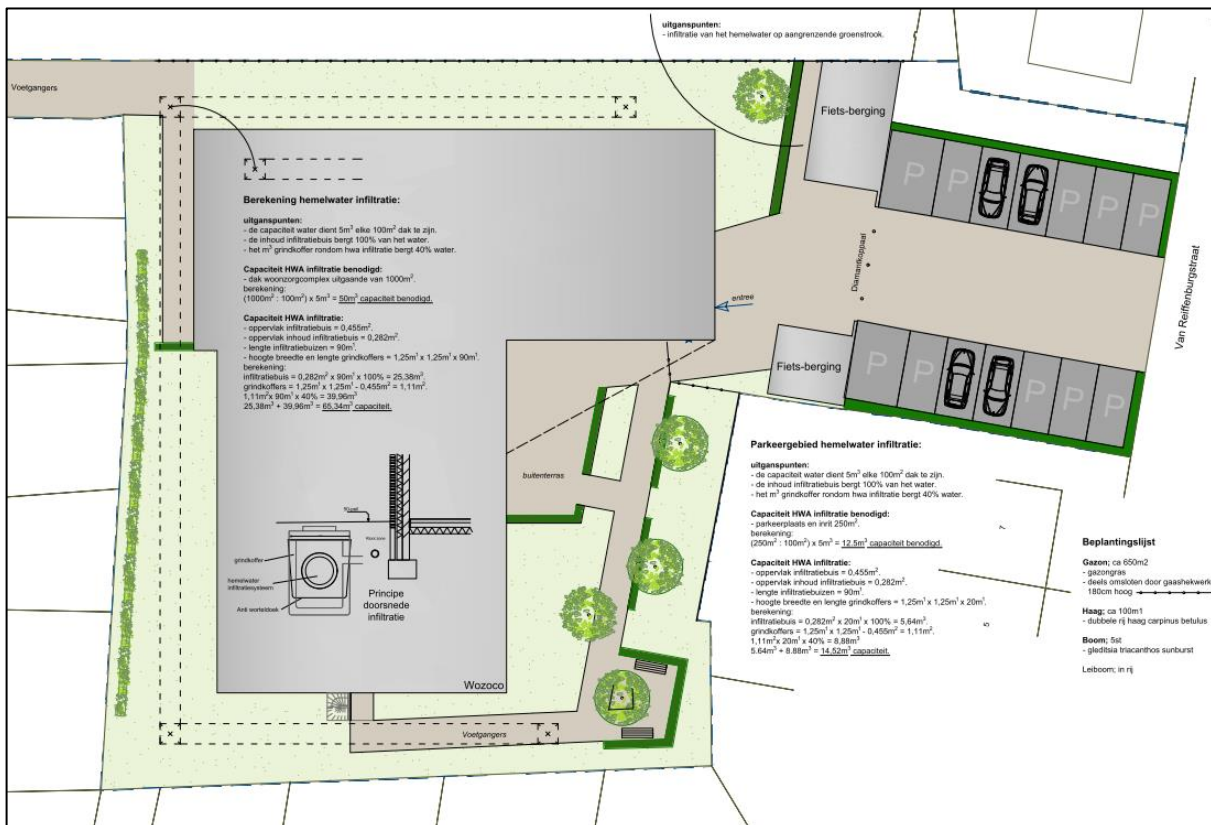 uitganspunten:
- infiltratie van het hemelwater op aangrenzende groenstrook.
Voetgangers
Fiets-berging
P P P P P
Berekening hemelwater infiltratie:
uitganspunten:
- de capaciteit water dient 5m³ elke 100m² dak te zijn.
- de inhoud infiltratiebuis bergt 100% van het water.
- het m³ grindkoffer rondom hwa infiltratie bergt 40% water.
Capaciteit HWA infiltratie benodigd:
- dak woonzorgcomplex uitgaande van 1000m².
berekening:
(1000m² : 100m²) x 5m³ = 50m³ capaciteit benodigd.
Capaciteit HWA infiltratie:
- oppervlak infiltratiebuis = 0,455m².
- oppervlak inhoud infiltratiebuis = 0,282m².
- lengte infiltratiebuizen = 90m¹.
- hoogte breedte en lengte grindkoffers = 1,25m¹ x 1,25m¹ x 90m¹.
berekening:
infiltratiebuis = 0,282m² x 90m¹ x 100% = 25,38m³.
grindkoffers = 1,25m¹ x 1,25m¹ - 0,455m² = 1,11m².
1,11m²x 90m¹ x 40% = 39,96m³
25,38m³ + 39,96m³ = 65,34m³ capaciteit.
Diamantkoppaal
entree
Van Reiffenburgstraat
Fiets-berging
P P P P P
buitenterras
grindkoffer
hemelwater
infiltratiesysteem
Anti worteldoek
Principe
doorsnede
infiltratie
Wozoco
Voetgangers
Parkeergebied hemelwater infiltratie:
uitganspunten:
- de capaciteit water dient 5m³ elke 100m² dak te zijn.
- de inhoud infiltratiebuis bergt 100% van het water.
- het m³ grindkoffer rondom hwa infiltratie bergt 40% water.
Capaciteit HWA infiltratie benodigd:
- parkeerplaats en inrit 250m².
berekening:
(250m² : 100m²) x 5m³ = 12.5m³ capaciteit benodigd.
Capaciteit HWA infiltratie:
- oppervlak infiltratiebuis = 0,455m².
- oppervlak inhoud infiltratiebuis = 0,282m².
- lengte infiltratiebuizen = 90m¹.
- hoogte breedte en lengte grindkoffers = 1,25m¹ x 1,25m¹ x 20m¹.
berekening:
infiltratiebuis = 0,282m² x 20m¹ x 100% = 5,64m³.
grindkoffers = 1,25m¹ x 1,25m¹ - 0,455m² = 1,11m².
1,11m²x 20m¹ x 40% = 8,88m³
5.64m³ + 8.88m³ = 14,52m³ capaciteit.
7
5
Beplantingslijst
Gazon; ca 650m2
- gazongras
- deels omsloten door gaashekwerk
180cm hoog
Haag; ca 100m1
- dubbele rij haag carpinus betulus
Boom; 5st
- gleditsia triacanthos sunburst
Leiboom; in rij